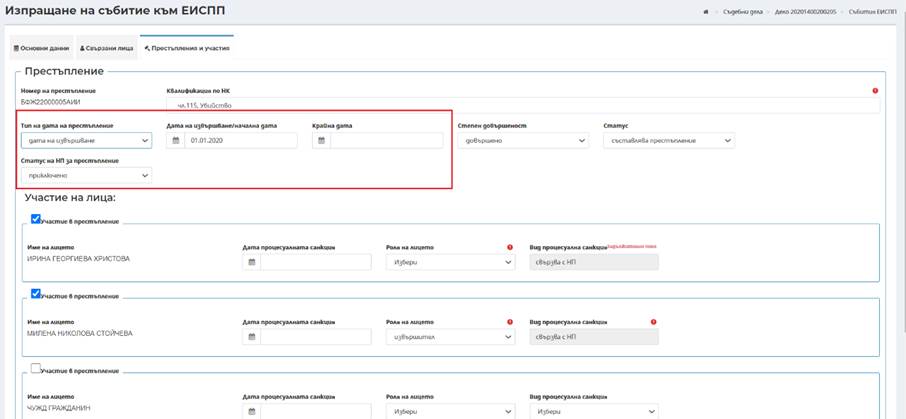 Изпращане на събитие към ЕИСПП
Съдебни дела > Дело 20201400200205 > Събития ЕИСПП
Основни данни Свързани лица Престъпления и участия
Престъпление
Номер на престъпление Квалификация по НК
БФЖ22000005АИИ чл.115, Убийство
Тип на дата на престъпление Дата на извършване/начална дата Крайна дата Степен довършеност Статус
дата на извършване 01.01.2020 довършено съставлява престъпление
Статус на НП за престъпление
приключено
Участие на лица:
Участие в престъпление
Име на лицето Дата процесуалната санкция Роля на лицето Вид процесуална санкция Задължително поле
ИРИНА ГЕОРГИЕВА ХРИСТОВА Избери свързва с НП
Участие в престъпление
Име на лицето Дата процесуалната санкция Роля на лицето Вид процесуална санкция
МИЛЕНА НИКОЛОВА СТОЙЧЕВА извършител свързва с НП
Участие в престъпление
Име на лицето Дата процесуалната санкция Роля на лицето Вид процесуална санкция
ЧУЖД ГРАЖДАНИН Избери Избери